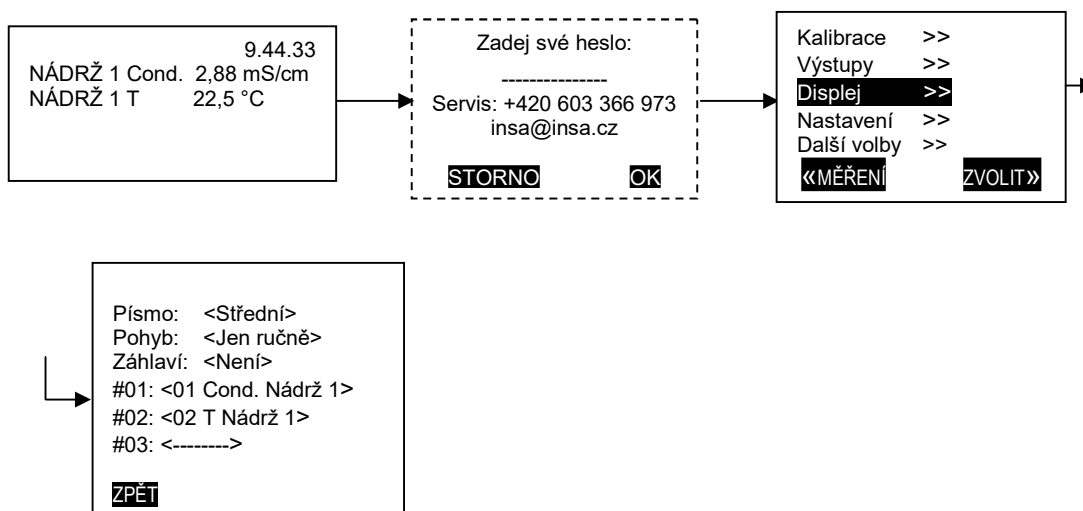 9.44.33
NÁDRŽ 1 Cond. 2,88 mS/cm
NÁDRŽ 1 T 22,5 °C
Zadej své heslo:
---------------
Servis: +420 603 366 973
insa@insa.cz
STORNO OK
Kalibrace >>
Výstupy >>
Displej >>
Nastavení >>
Další volby >>
«MĚŘENÍ ZVOLIT»
Písmo: <Střední>
Pohyb: <Jen ručně>
Záhlaví: <Není>
#01: <01 Cond. Nádrž 1>
#02: <02 T Nádrž 1>
#03: <-------->
ZPĚT